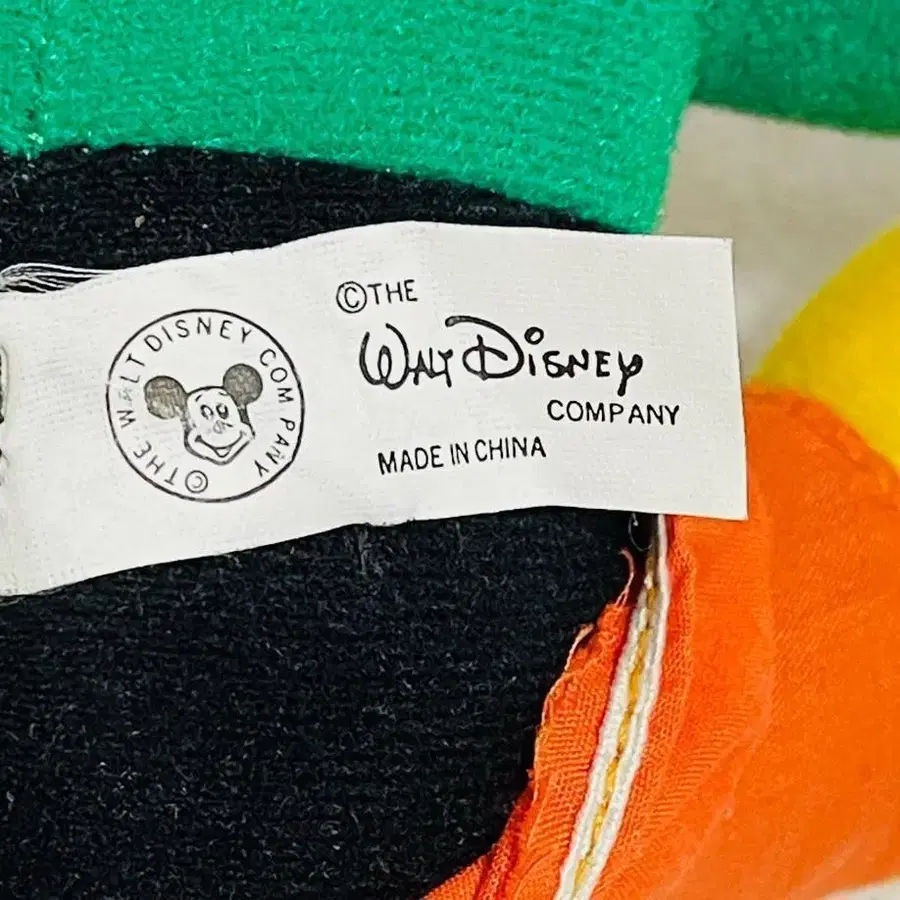 ©THE WALT DISNEY COMPANY
©THE
WALT DISNEY
COMPANY
MADE IN CHINA